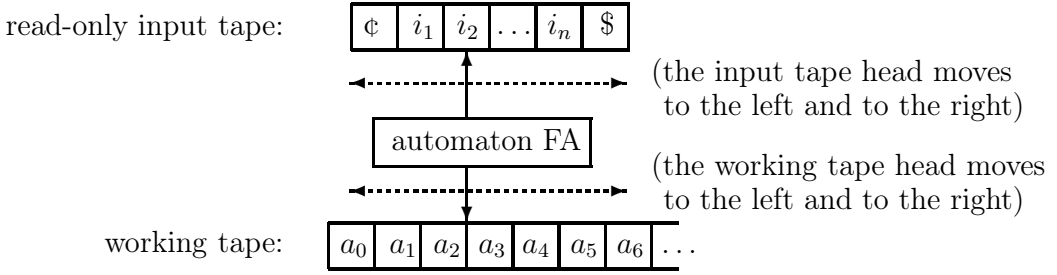 read-only input tape: ¢ i₁ i₂ … iₙ $
(the input tape head moves
to the left and to the right)
automaton FA
(the working tape head moves
to the left and to the right)
working tape: a₀ a₁ a₂ a₃ a₄ a₅ a₆ …